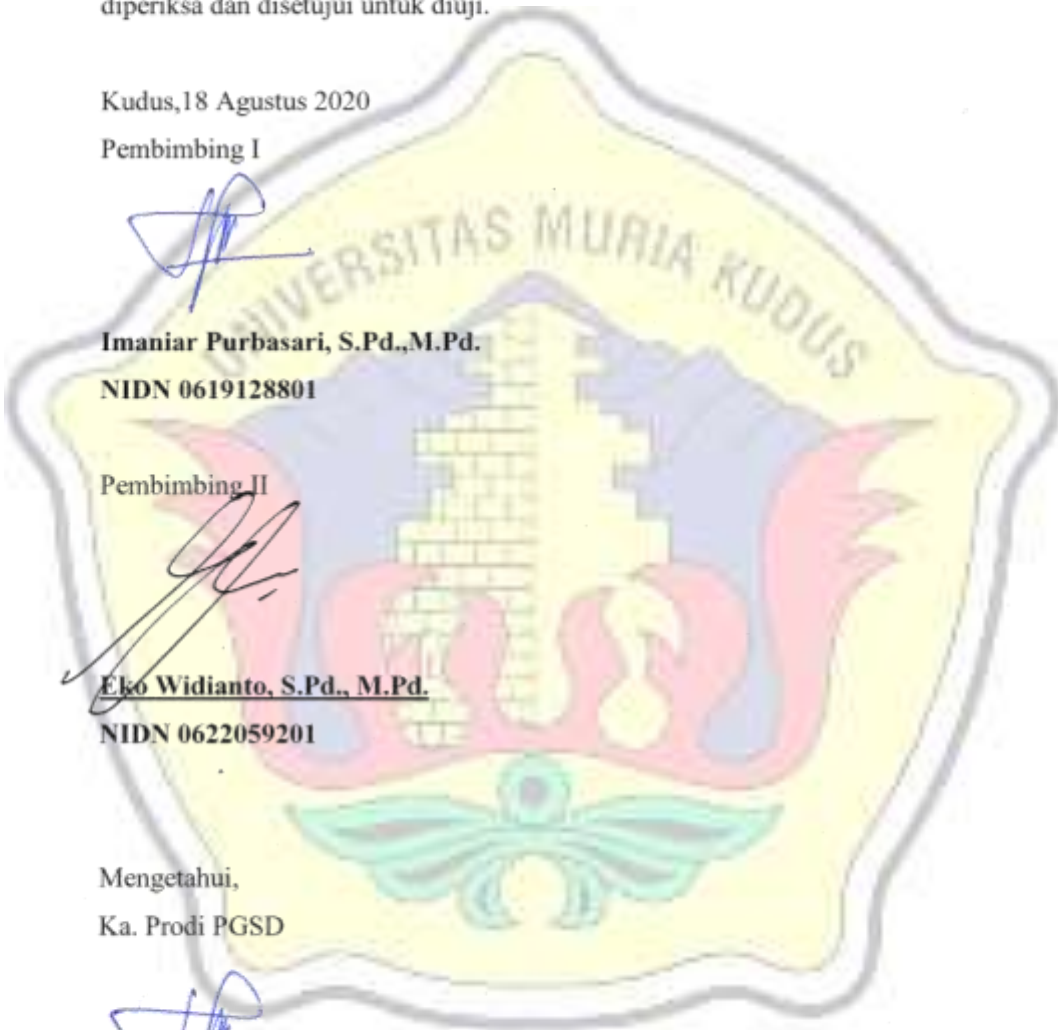 diperiksa dan disetujui untuk diuji.
Kudus,18 Agustus 2020
Pembimbing I
UNIVERSITAS MURIA KUDUS
Imaniar Purbasari, S.Pd.,M.Pd.
NIDN 0619128801
Pembimbing II
Eko Widianto, S.Pd., M.Pd.
NIDN 0622059201
Mengetahui,
Ka. Prodi PGSD